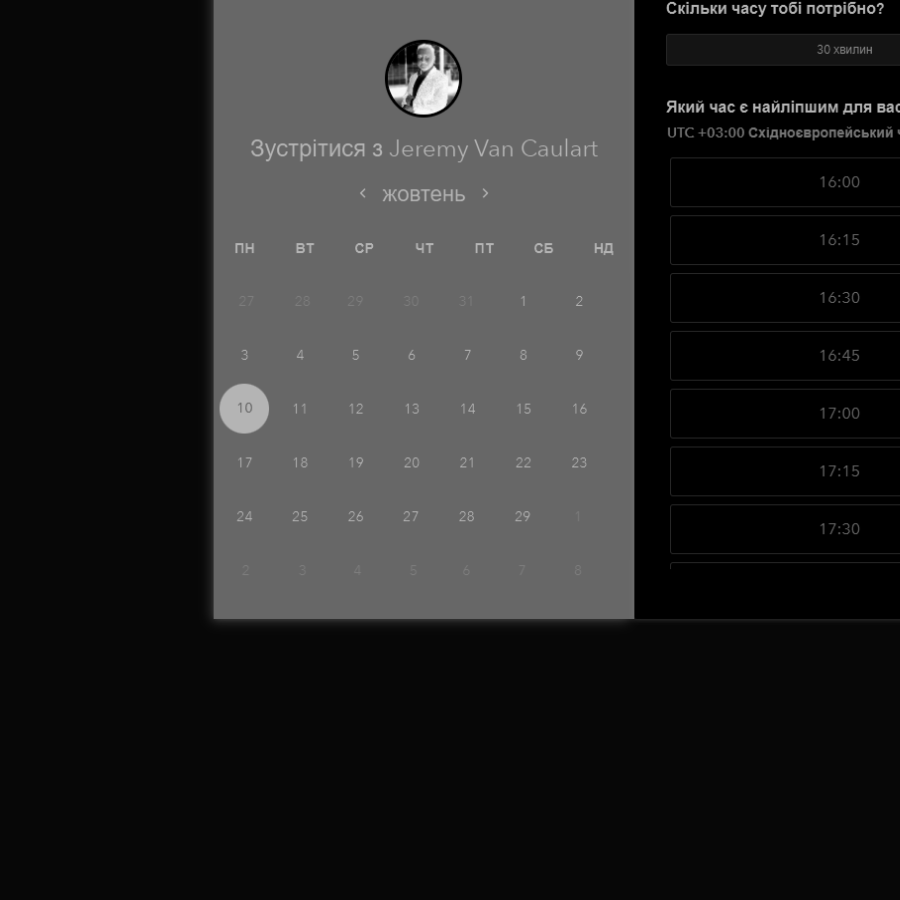 Зустрітися з Jeremy Van Caulart
‹ жовтень ›
ПН ВТ СР ЧТ ПТ СБ НД
27 28 29 30 31 1 2
3 4 5 6 7 8 9
10 11 12 13 14 15 16
17 18 19 20 21 22 23
24 25 26 27 28 29 1
2 3 4 5 6 7 8
Скільки часу тобі потрібно?
30 хвилин
Який час є найліпшим для вас
UTC +03:00 Східноєвропейський
16:00
16:15
16:30
16:45
17:00
17:15
17:30